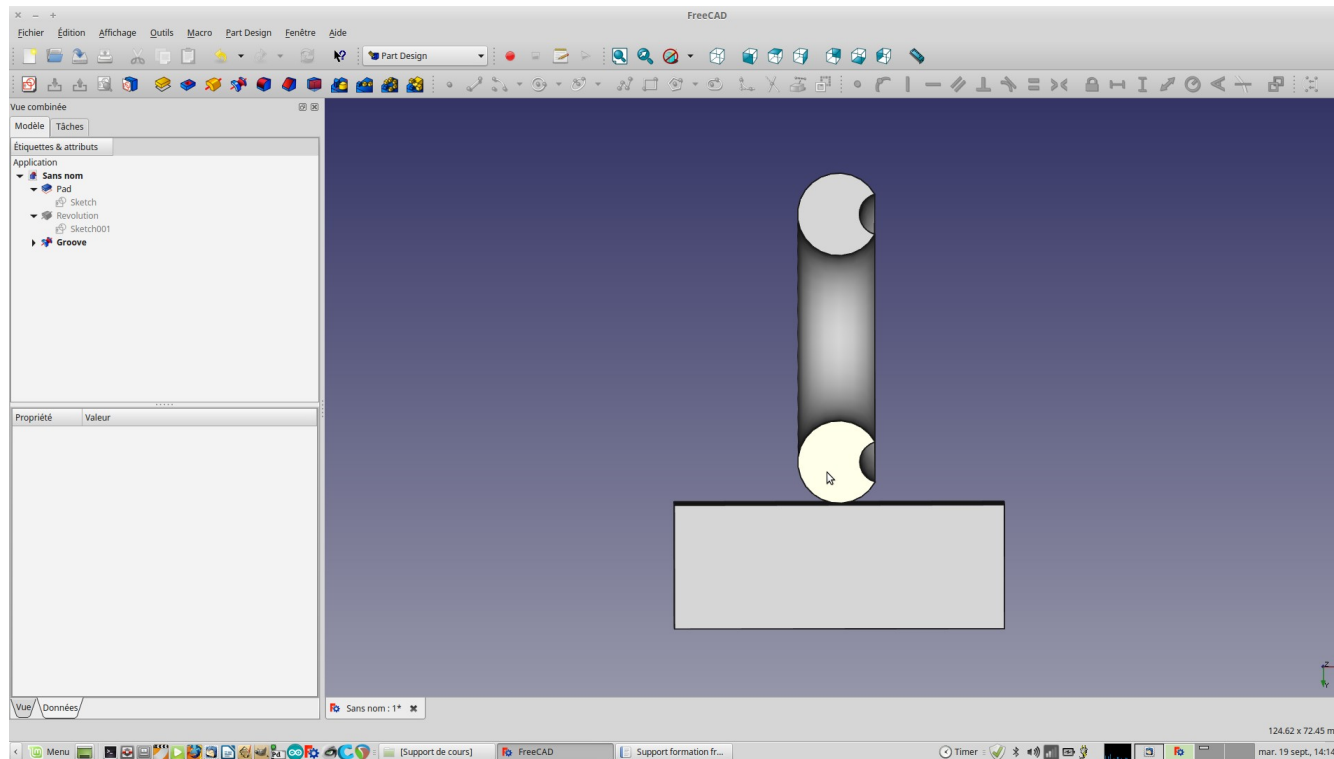 FreeCAD
Fichier Édition Affichage Outils Macro Part Design Fenêtre Aide
Part Design
Vue combinée
Modèle Tâches
Étiquettes & attributs
Application
Sans nom
Pad
Sketch
Revolution
Sketch001
Groove
Propriété Valeur
Z
Y
Vue Données
Sans nom : 1*
124.62 x 72.45 m
Menu [Support de cours] FreeCAD Support formation fr... Timer mar. 19 sept., 14:14